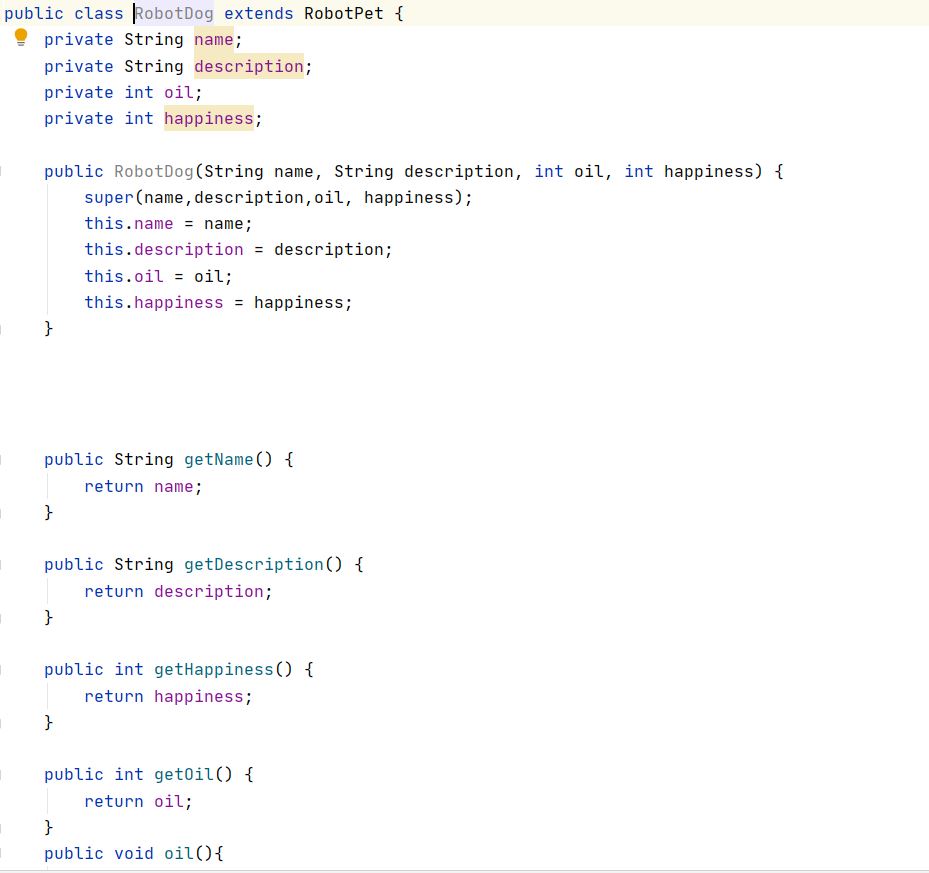 public class RobotDog extends RobotPet {
private String name;
private String description;
private int oil;
private int happiness;
public RobotDog(String name, String description, int oil, int happiness) {
super(name,description,oil, happiness);
this.name = name;
this.description = description;
this.oil = oil;
this.happiness = happiness;
}
public String getName() {
return name;
}
public String getDescription() {
return description;
}
public int getHappiness() {
return happiness;
}
public int getOil() {
return oil;
}
public void oil(){